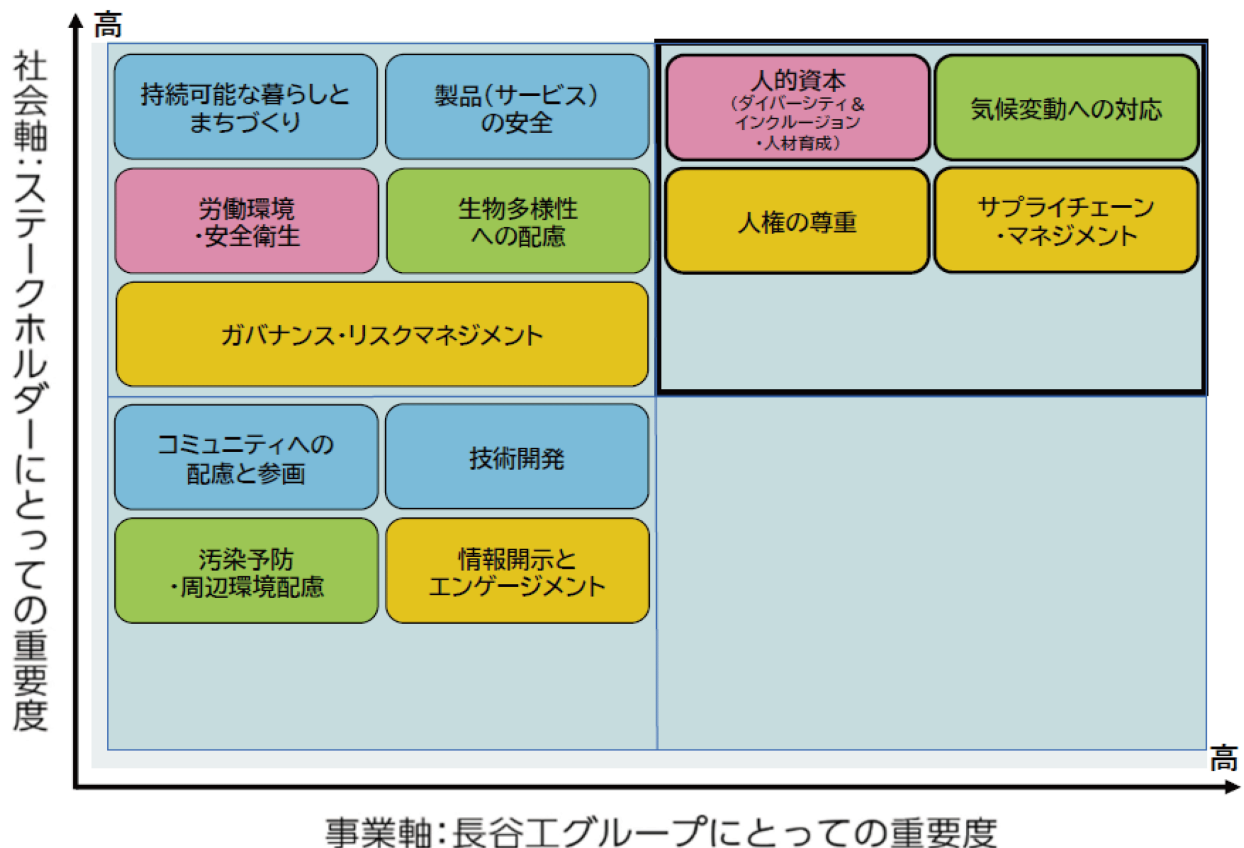 高
社会軸：ステークホルダーにとっての重要度
持続可能な暮らしと
まちづくり
製品（サービス）
の安全
人的資本
（ダイバーシティ＆
インクルージョン
・人材育成）
気候変動への対応
労働環境
・安全衛生
生物多様性
への配慮
人権の尊重
サプライチェーン
・マネジメント
ガバナンス・リスクマネジメント
コミュニティへの
配慮と参画
技術開発
汚染予防
・周辺環境配慮
情報開示と
エンゲージメント
高
事業軸：長谷工グループにとっての重要度